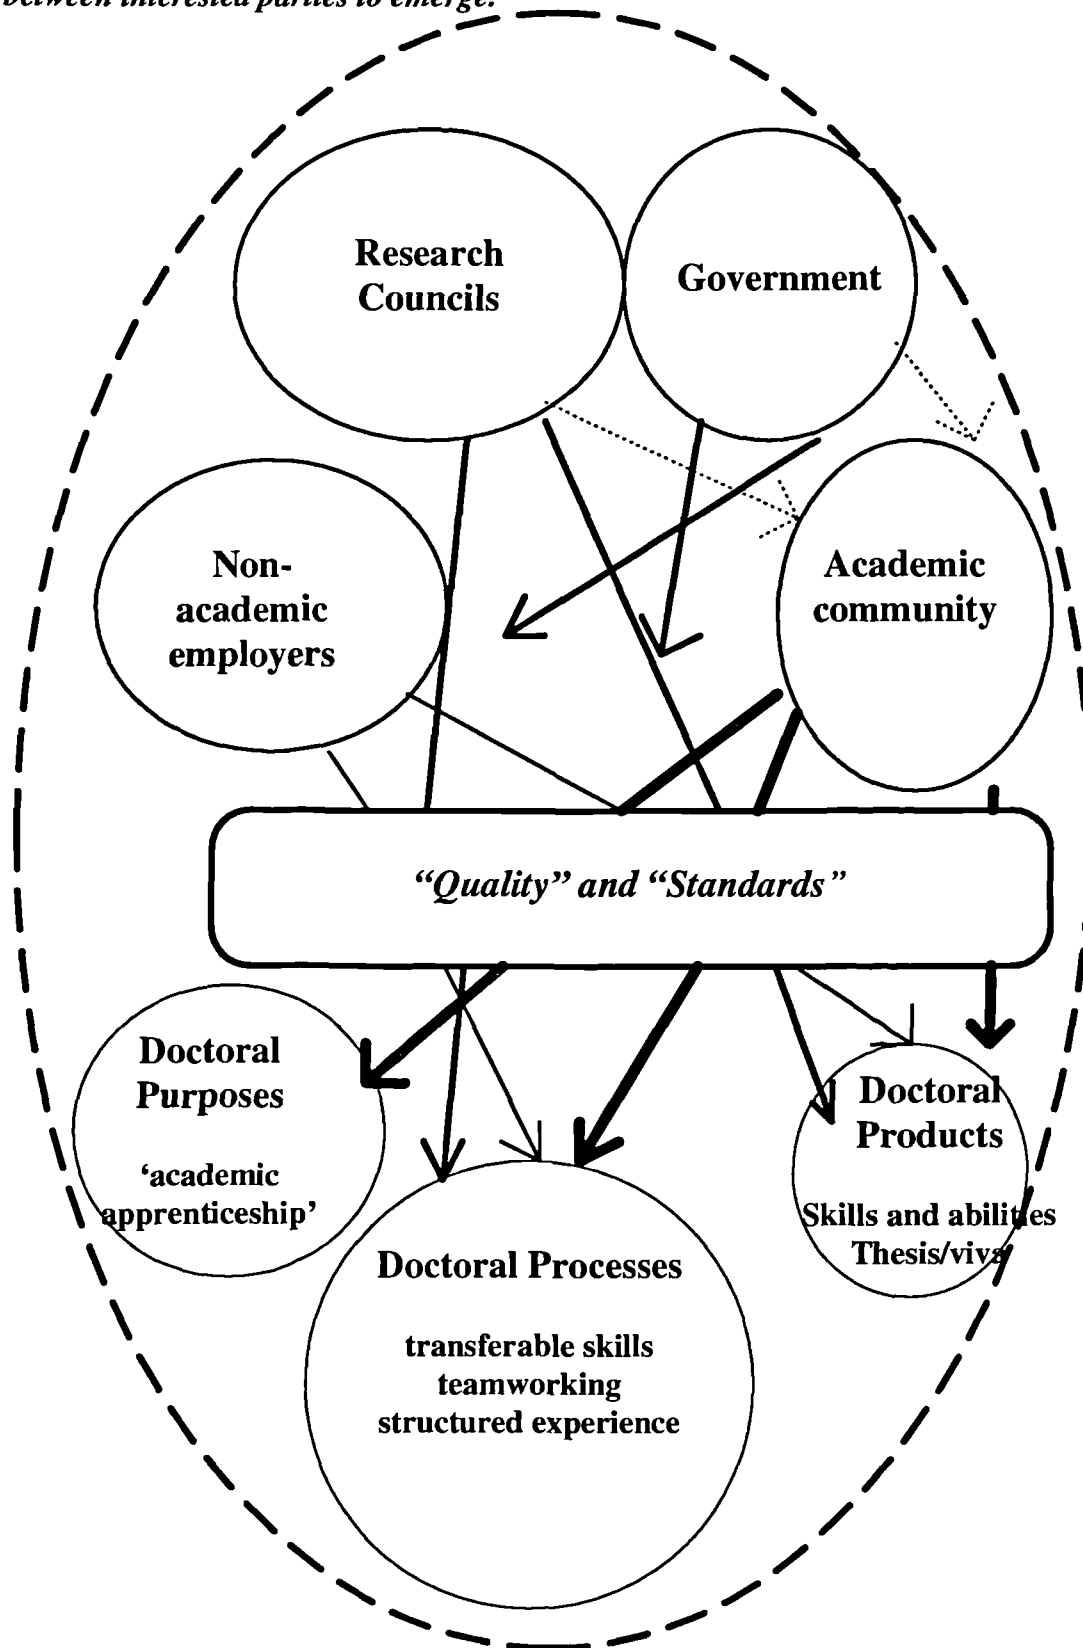 between interested parties to emerge.
Research
Councils
Government
Non-
academic
employers
Academic
community
“Quality” and “Standards”
Doctoral
Purposes
‘academic
apprenticeship’
Doctoral
Products
Skills and abilities
Thesis/viva
Doctoral Processes
transferable skills
teamworking
structured experience